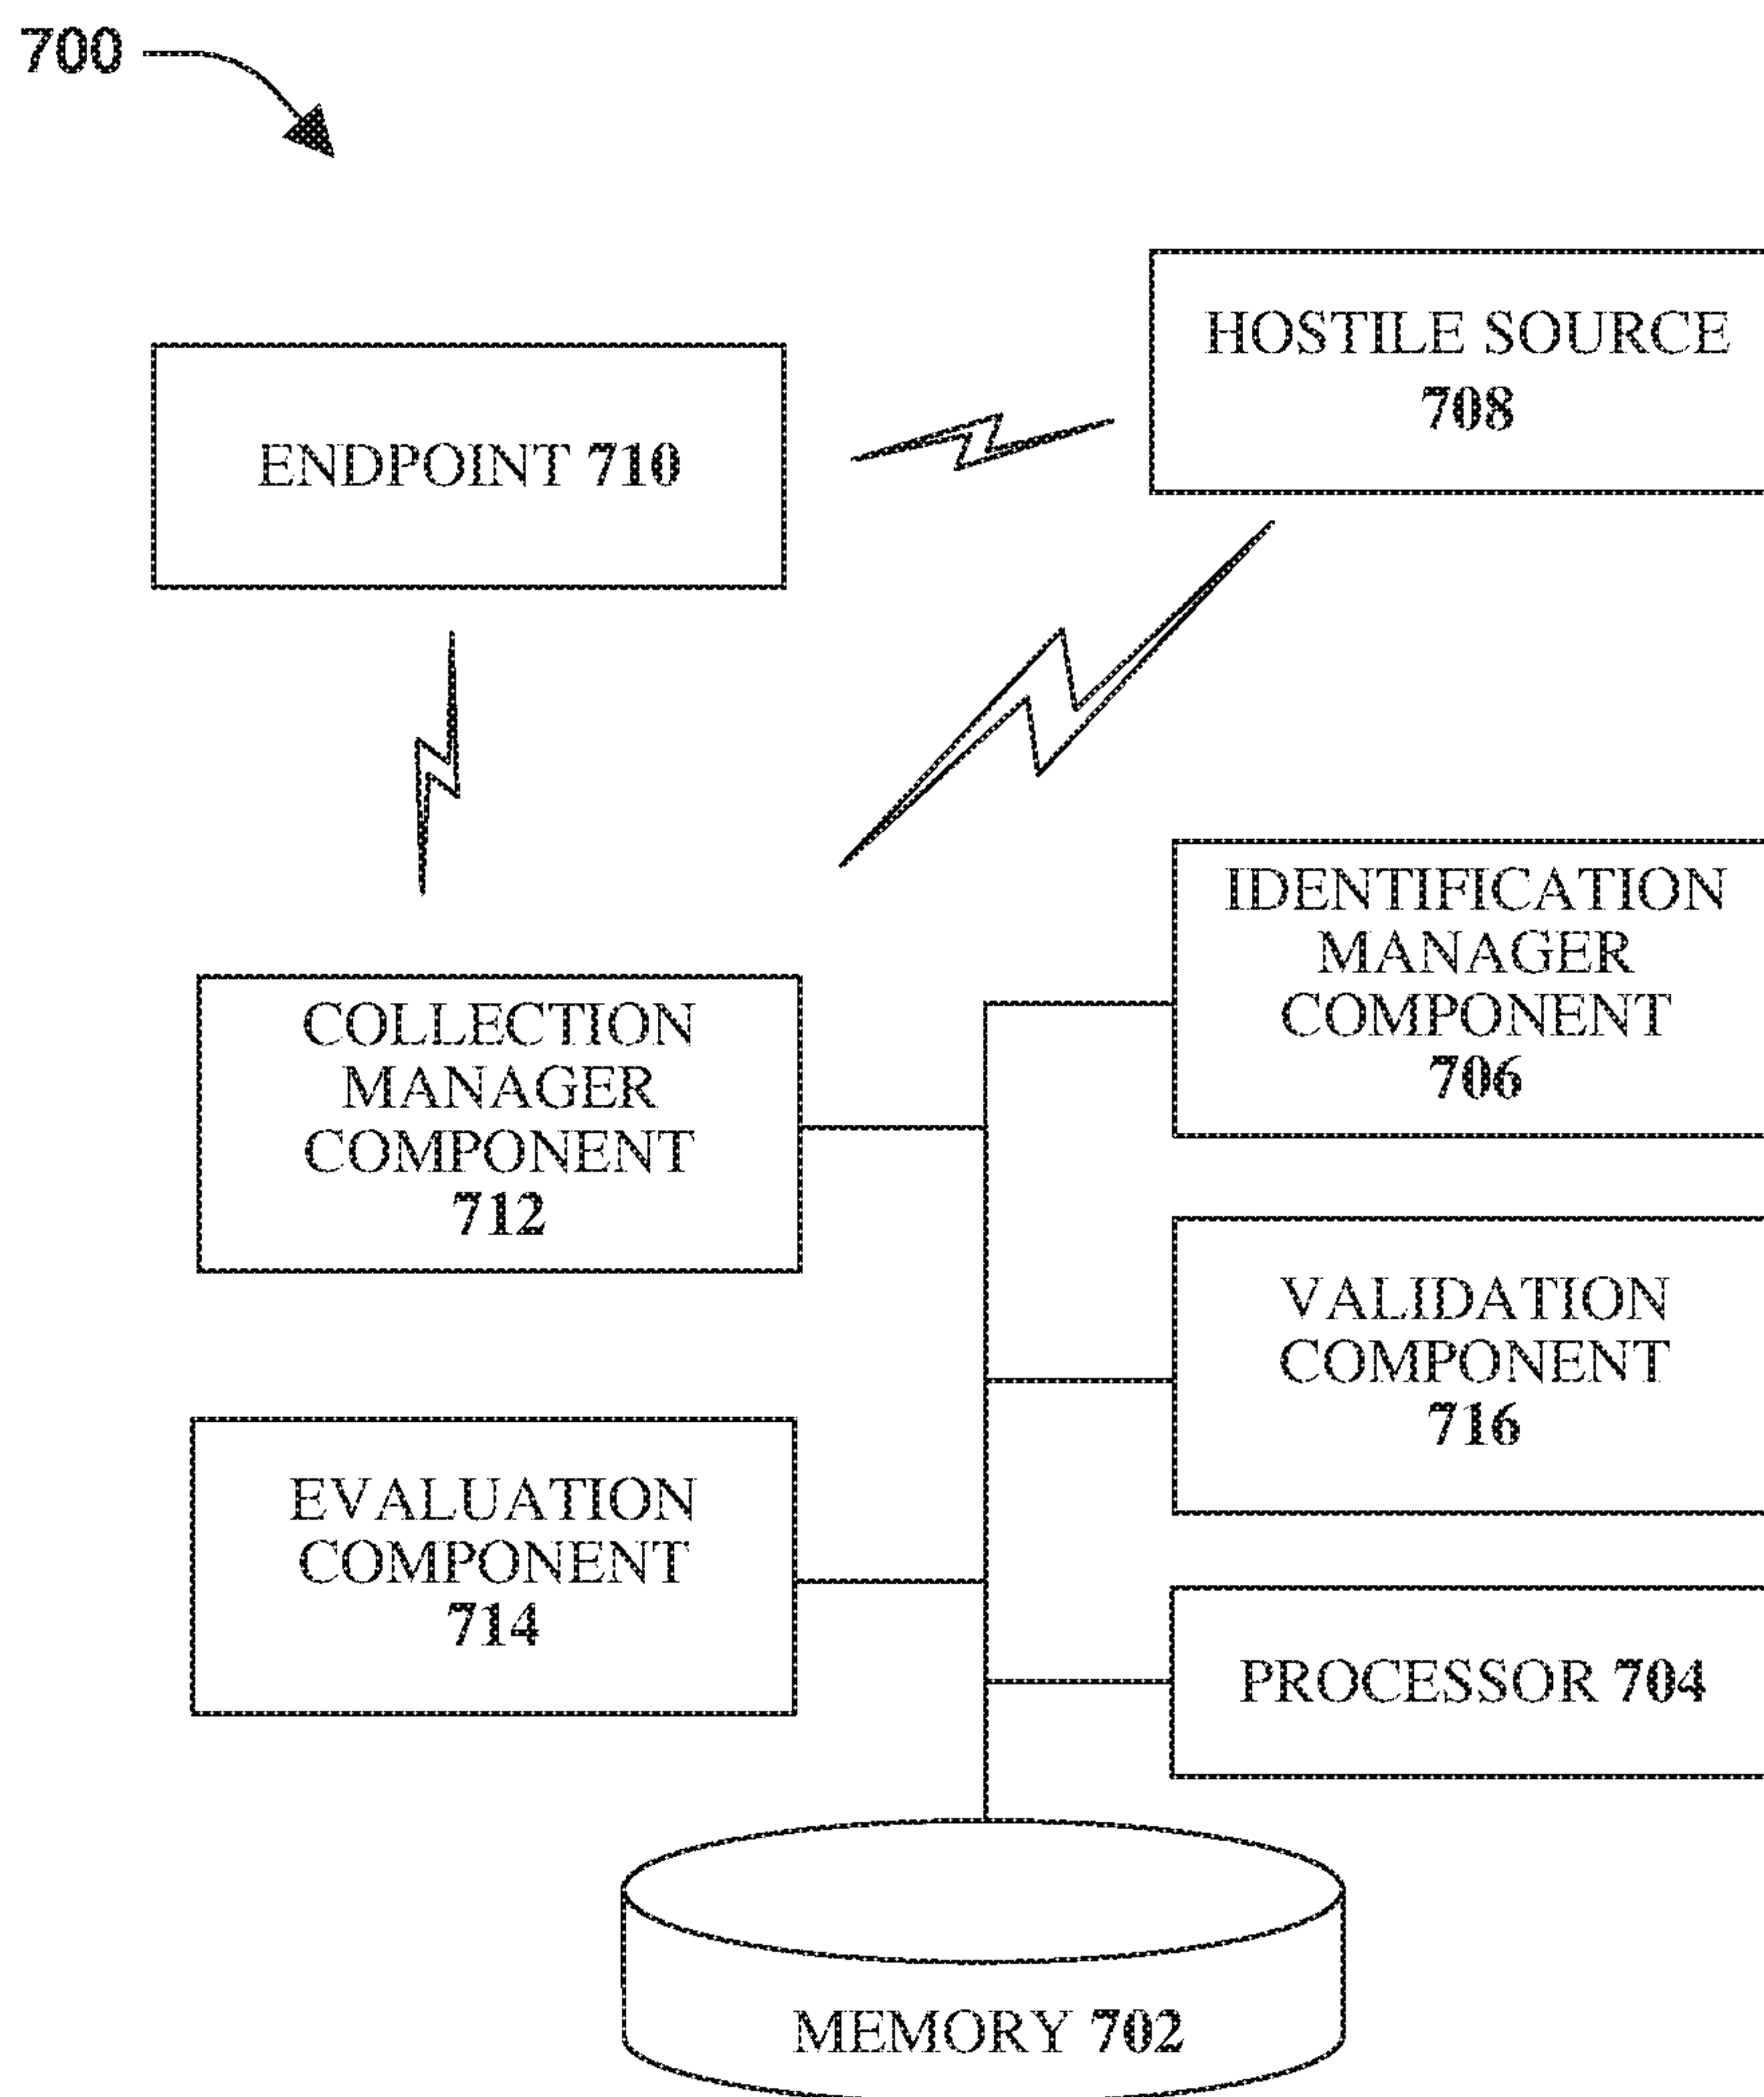 700
HOSTILE SOURCE
708
ENDPOINT 710
IDENTIFICATION
MANAGER
COMPONENT
706
COLLECTION
MANAGER
COMPONENT
712
VALIDATION
COMPONENT
716
EVALUATION
COMPONENT
714
PROCESSOR 704
MEMORY 702